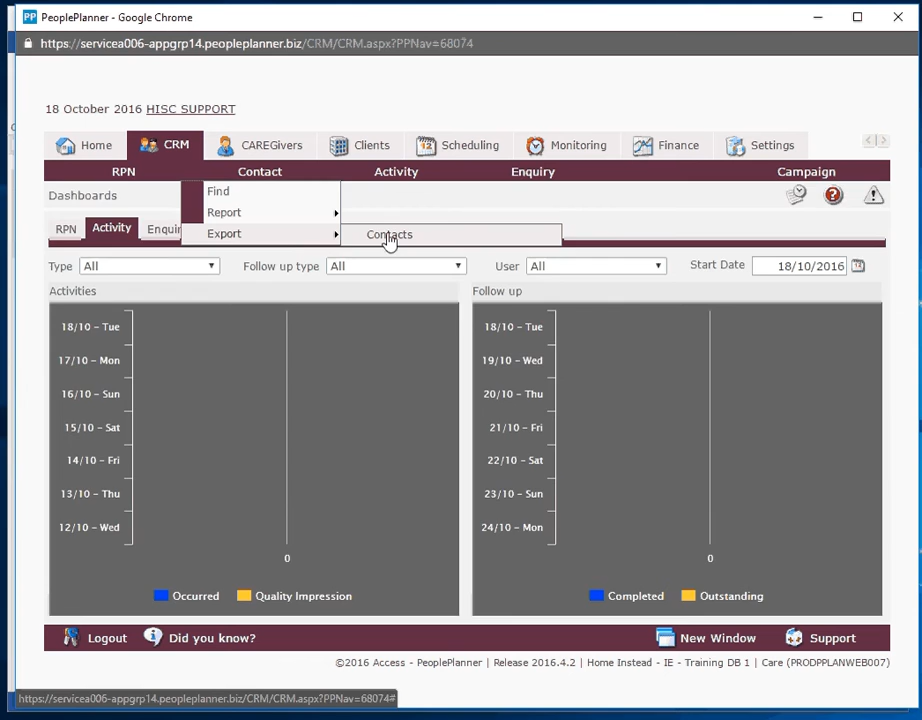 PP PeoplePlanner - Google Chrome
https://servicea006-appgrp14.peopleplanner.biz/CRM/CRM.aspx?PPNav=68074
18 October 2016 HISC SUPPORT
Home CRM CAREGivers Clients Scheduling Monitoring Finance Settings
RPN Contact Activity Enquiry Campaign
Dashboards Find
Report
RPN Activity Enquir Export Contacts
Type All Follow up type All User All Start Date 18/10/2016
Activities Follow up
18/10 - Tue
17/10 - Mon
16/10 - Sun
15/10 - Sat
14/10 - Fri
13/10 - Thu
12/10 - Wed
0
Occurred Quality Impression
18/10 - Tue
19/10 - Wed
20/10 - Thu
21/10 - Fri
22/10 - Sat
23/10 - Sun
24/10 - Mon
0
Completed Outstanding
Logout Did you know? New Window Support
©2016 Access - PeoplePlanner | Release 2016.4.2 | Home Instead - IE - Training DB 1 | Care (PRODPPLANWEB007)
https://servicea006-appgrp14.peopleplanner.biz/CRM/CRM.aspx?PPNav=68074#